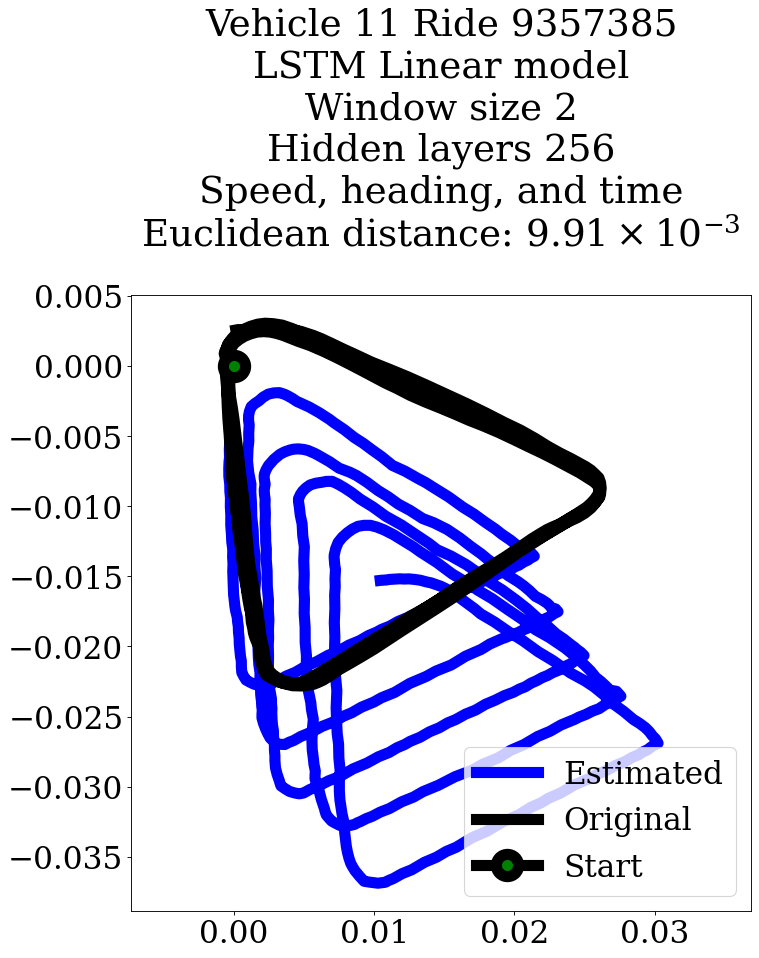 Vehicle 11 Ride 9357385
LSTM Linear model
Window size 2
Hidden layers 256
Speed, heading, and time
Euclidean distance: 9.91 × 10⁻³
0.005
0.000
−0.005
−0.010
−0.015
−0.020
−0.025
−0.030
−0.035
Estimated
Original
Start
0.00 0.01 0.02 0.03